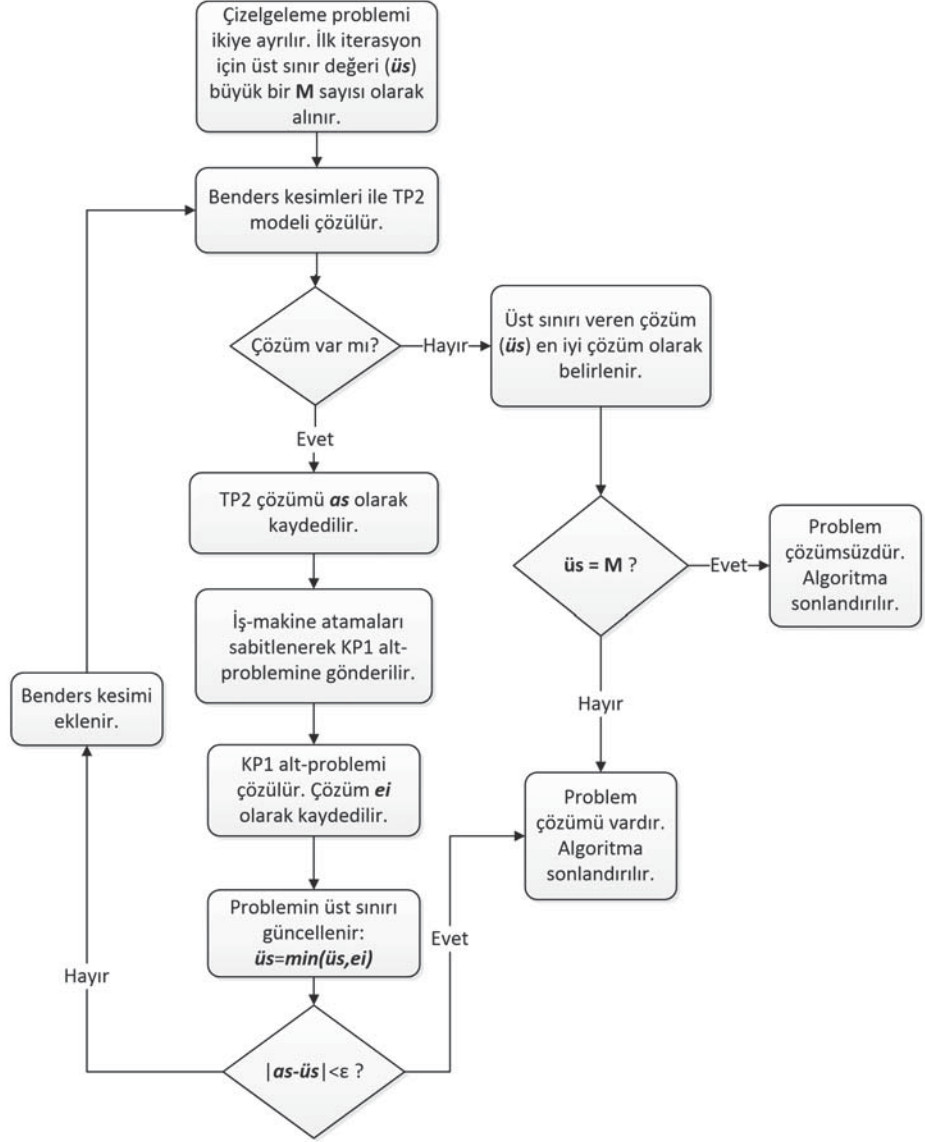 Çizelgeleme problemi
ikiye ayrılır. İlk iterasyon
için üst sınır değeri (üs)
büyük bir M sayısı olarak
alınır.
Benders kesimleri ile TP2
modeli çözülür.
Çözüm var mı?
Hayır
Üst sınırı veren çözüm
(üs) en iyi çözüm olarak
belirlenir.
Evet
TP2 çözümü as olarak
kaydedilir.
üs = M ?
Evet
Problem
çözümsüzdür.
Algoritma
sonlandırılır.
İş-makine atamaları
sabitlenerek KP1 alt-
problemine gönderilir.
Hayır
Benders kesimi
eklenir.
KP1 alt-problemi
çözülür. Çözüm ei
olarak kaydedilir.
Problem
çözümü vardır.
Algoritma
sonlandırılır.
Problemin üst sınırı
güncellenir:
üs=min(üs,ei)
Evet
Hayır
|as-üs|<ε ?